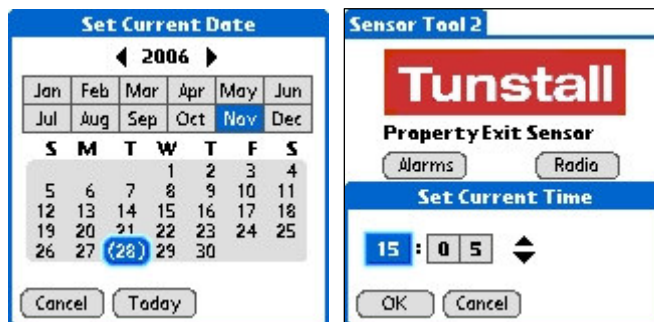 Set Current Date
2006
Jan Feb Mar Apr May Jun
Jul Aug Sep Oct Nov Dec
S M T W T F S
1 2 3 4
5 6 7 8 9 10 11
12 13 14 15 16 17 18
19 20 21 22 23 24 25
26 27 (28) 29 30
Cancel Today
Sensor Tool 2
Tunstall
Property Exit Sensor
Alarms Radio
Set Current Time
15 : 0 5
OK Cancel